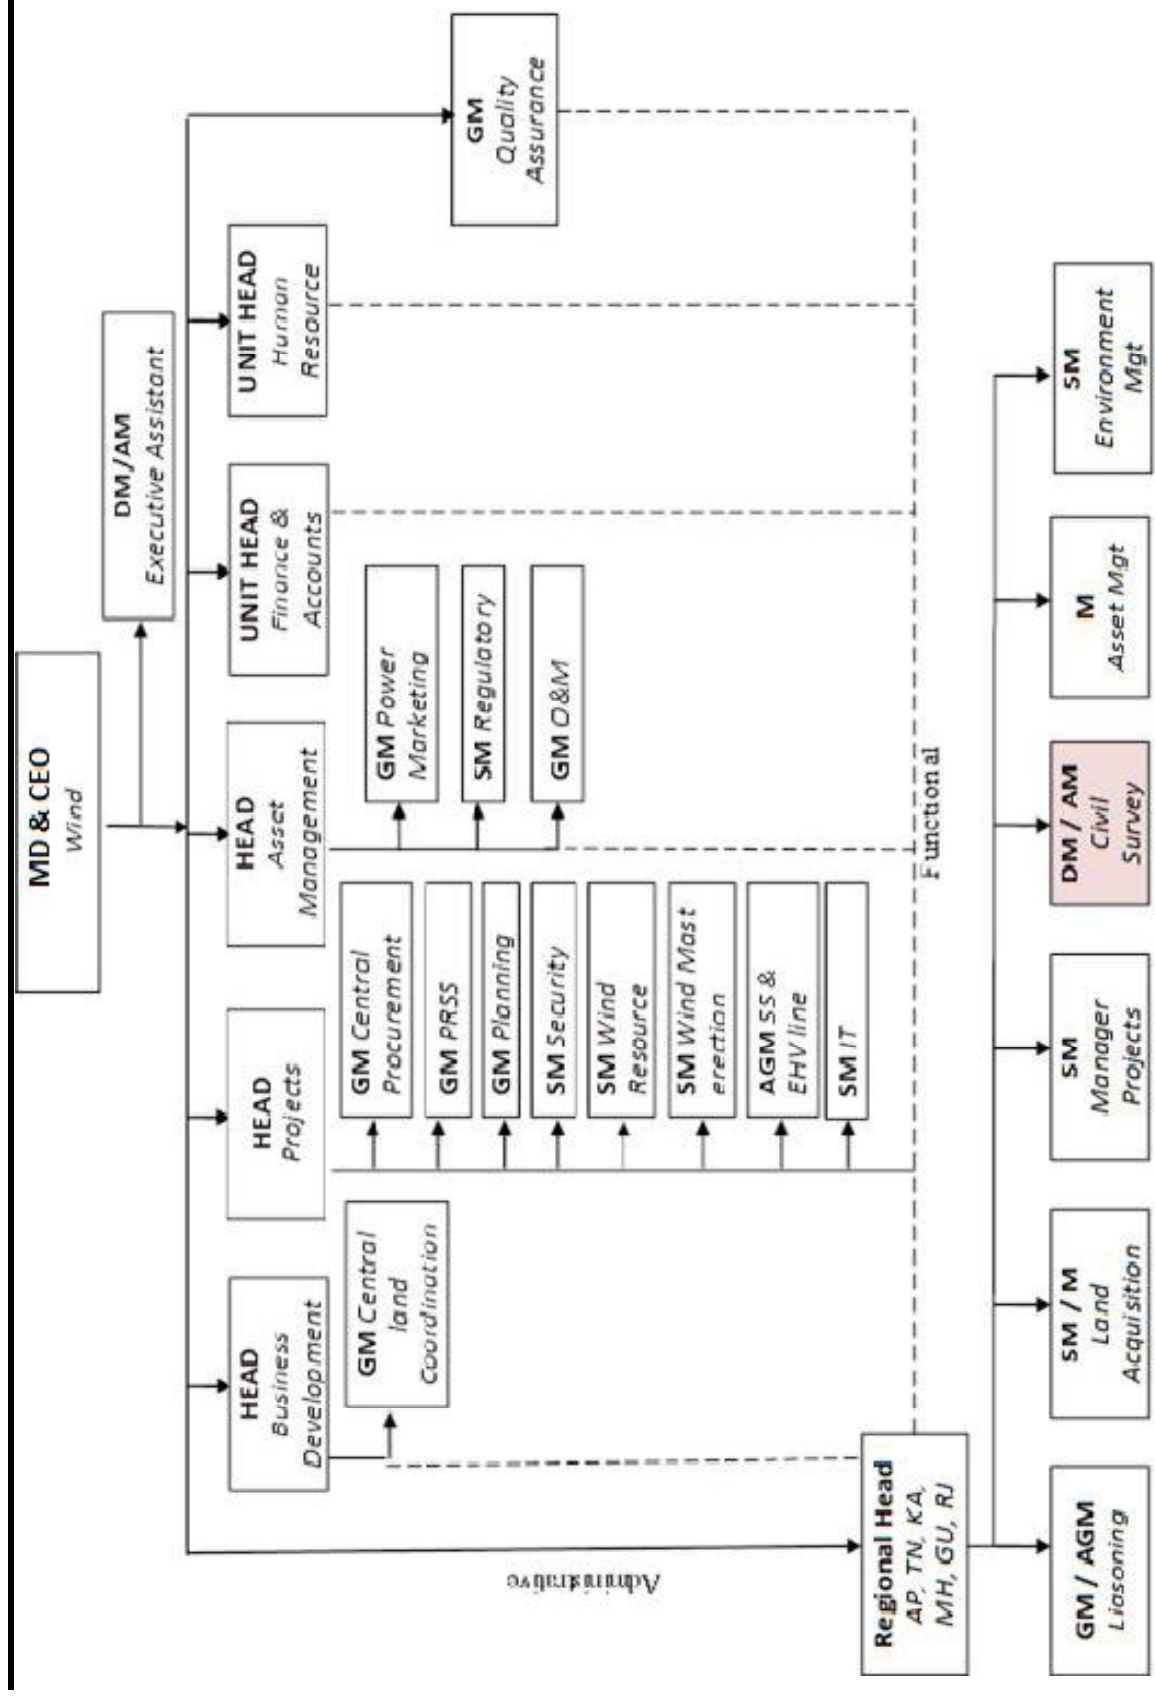 MD & CEO
Wind
DM/AM
Executive Assistant
HEAD
Business
Development
HEAD
Projects
HEAD
Asset
Management
UNIT HEAD
Finance &
Accounts
UNIT HEAD
Human
Resource
GM
Quality
Assurance
GM Central
land
Coordination
GM Central
Procurement
GM PRSS
GM Planning
SM Security
SM Wind
Resource
SM Wind Mast
erection
AGM SS &
EHV line
SM IT
GM Power
Marketing
SM Regulatory
GM O&M
Administrative
Functional
Regional Head
AP, TN, KA,
MH, GU, RJ
GM / AGM
Liasoning
SM / M
Land
Acquisition
SM
Manager
Projects
DM / AM
Civil
Survey
M
Asset Mgt
SM
Environment
Mgt